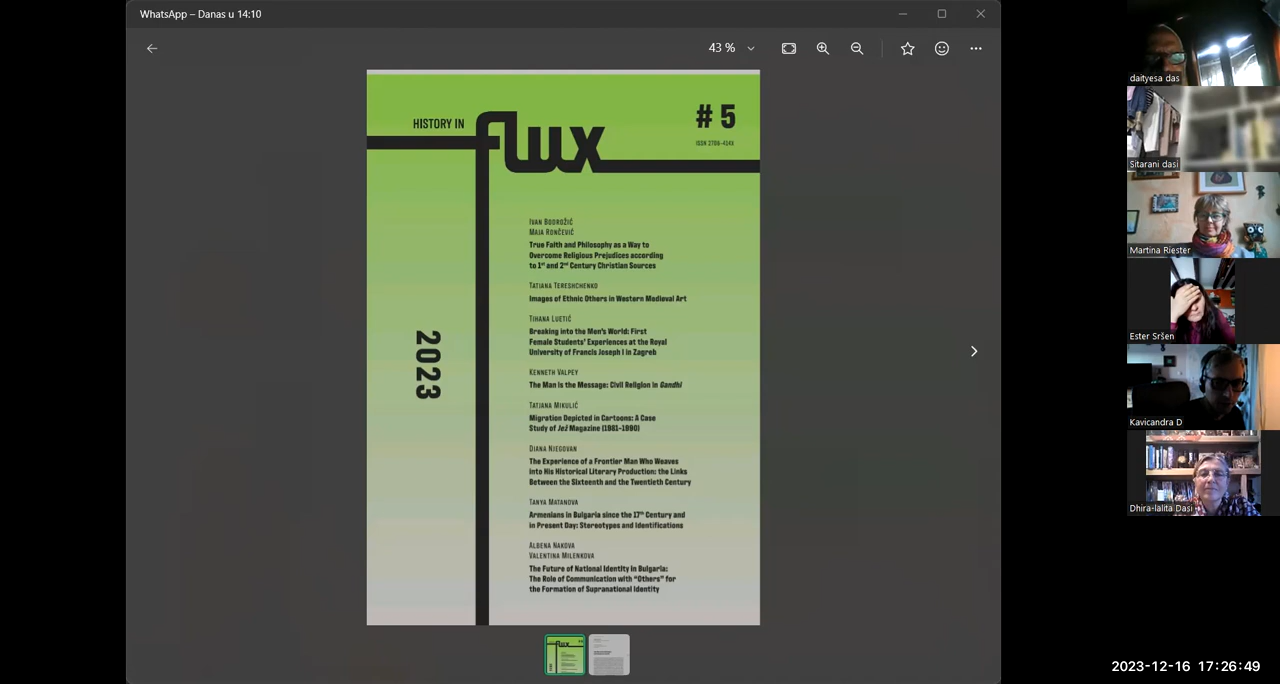 WhatsApp – Danas u 14:10
43 %
HISTORY IN
flux
# 5
2023
IVAN BODROŽIĆ
MAJA RONČEVIĆ
True Faith and Philosophy as a Way to
Overcome Religious Prejudices according
to 1st and 2nd Century Christian Sources
TATIANA TERESHCHENKO
Images of Ethnic Others in Western Medieval Art
TIHANA LUETIĆ
Breaking into the Men's World: First
Female Students' Experiences at the Royal
University of Francis Joseph I in Zagreb
KENNETH VALPEY
The Man is the Message: Civil Religion in Gandhi
TATJANA MIKULIĆ
Migration Depicted in Cartoons: A Case
Study of Jež Magazine (1981–1990)
DIANA NJEGOVAN
The Experience of a Frontier Man Who Weaves
into His Historical Literary Production: the Links
Between the Sixteenth and the Twentieth Century
TANYA MATANOVA
Armenians in Bulgaria since the 17th Century and
in Present Day: Stereotypes and Identifications
ALBENA NAKOVA
VALENTINA MILENKOVA
The Future of National Identity in Bulgaria:
The Role of Communication with "Others" for
the Formation of Supranational Identity
daityesa das
Sitarani dasi
Martina Riester
Ester Sršen
Kavicandra D
Dhira-lalita Dasi
2023-12-16 17:26:49